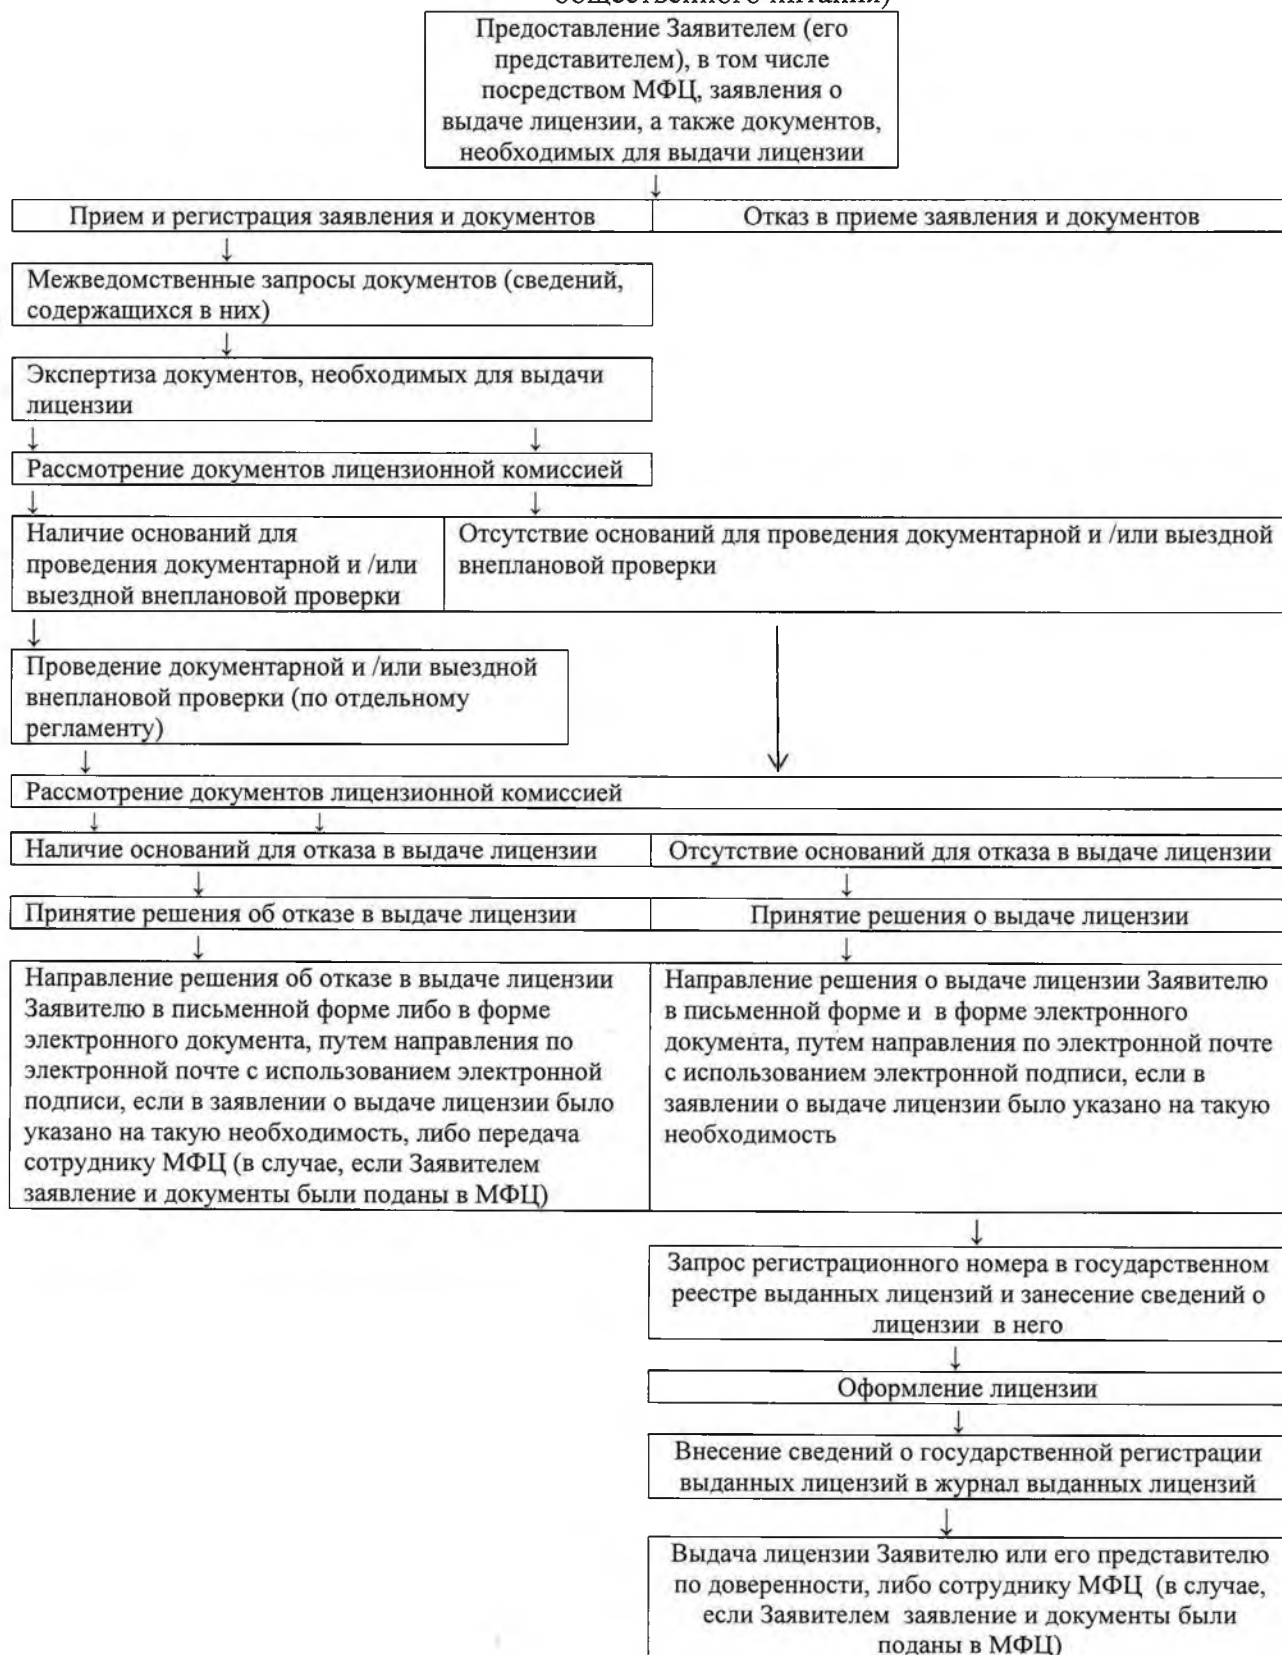 общественного питания)
Предоставление Заявителем (его
представителем), в том числе
посредством МФЦ, заявления о
выдаче лицензии, а также документов,
необходимых для выдачи лицензии
↓
Прием и регистрация заявления и документов
Отказ в приеме заявления и документов
↓
Межведомственные запросы документов (сведений,
содержащихся в них)
↓
Экспертиза документов, необходимых для выдачи
лицензии
↓ ↓
Рассмотрение документов лицензионной комиссией
↓ ↓
Наличие оснований для
проведения документарной и /или
выездной внеплановой проверки
Отсутствие оснований для проведения документарной и /или выездной
внеплановой проверки
↓
Проведение документарной и /или выездной
внеплановой проверки (по отдельному
регламенту)
↓
Рассмотрение документов лицензионной комиссией
↓ ↓
Наличие оснований для отказа в выдаче лицензии
Отсутствие оснований для отказа в выдаче лицензии
↓ ↓
Принятие решения об отказе в выдаче лицензии
Принятие решения о выдаче лицензии
↓ ↓
Направление решения об отказе в выдаче лицензии
Заявителю в письменной форме либо в форме
электронного документа, путем направления по
электронной почте с использованием электронной
подписи, если в заявлении о выдаче лицензии было
указано на такую необходимость, либо передача
сотруднику МФЦ (в случае, если Заявителем
заявление и документы были поданы в МФЦ)
Направление решения о выдаче лицензии Заявителю
в письменной форме и в форме электронного
документа, путем направления по электронной почте
с использованием электронной подписи, если в
заявлении о выдаче лицензии было указано на такую
необходимость
↓
Запрос регистрационного номера в государственном
реестре выданных лицензий и занесение сведений о
лицензии в него
↓
Оформление лицензии
↓
Внесение сведений о государственной регистрации
выданных лицензий в журнал выданных лицензий
↓
Выдача лицензии Заявителю или его представителю
по доверенности, либо сотруднику МФЦ (в случае,
если Заявителем заявление и документы были
поданы в МФЦ)